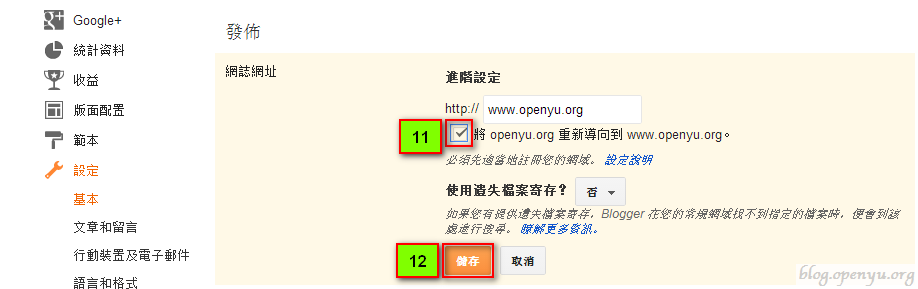 Google+
統計資料
收益
版面配置
範本
設定
基本
文章和留言
行動裝置及電子郵件
語言和格式
發佈
網誌網址
進階設定
http:// www.openyu.org
11
將 openyu.org 重新導向到 www.openyu.org。
必須先適當地註冊您的網域。 設定說明
使用遺失檔案寄存? 否
如果您有提供遺失檔案寄存，Blogger 在您的常規網域找不到指定的檔案時，便會到該
處進行搜尋。 瞭解更多資訊。
12
儲存 取消
blog.openyu.org